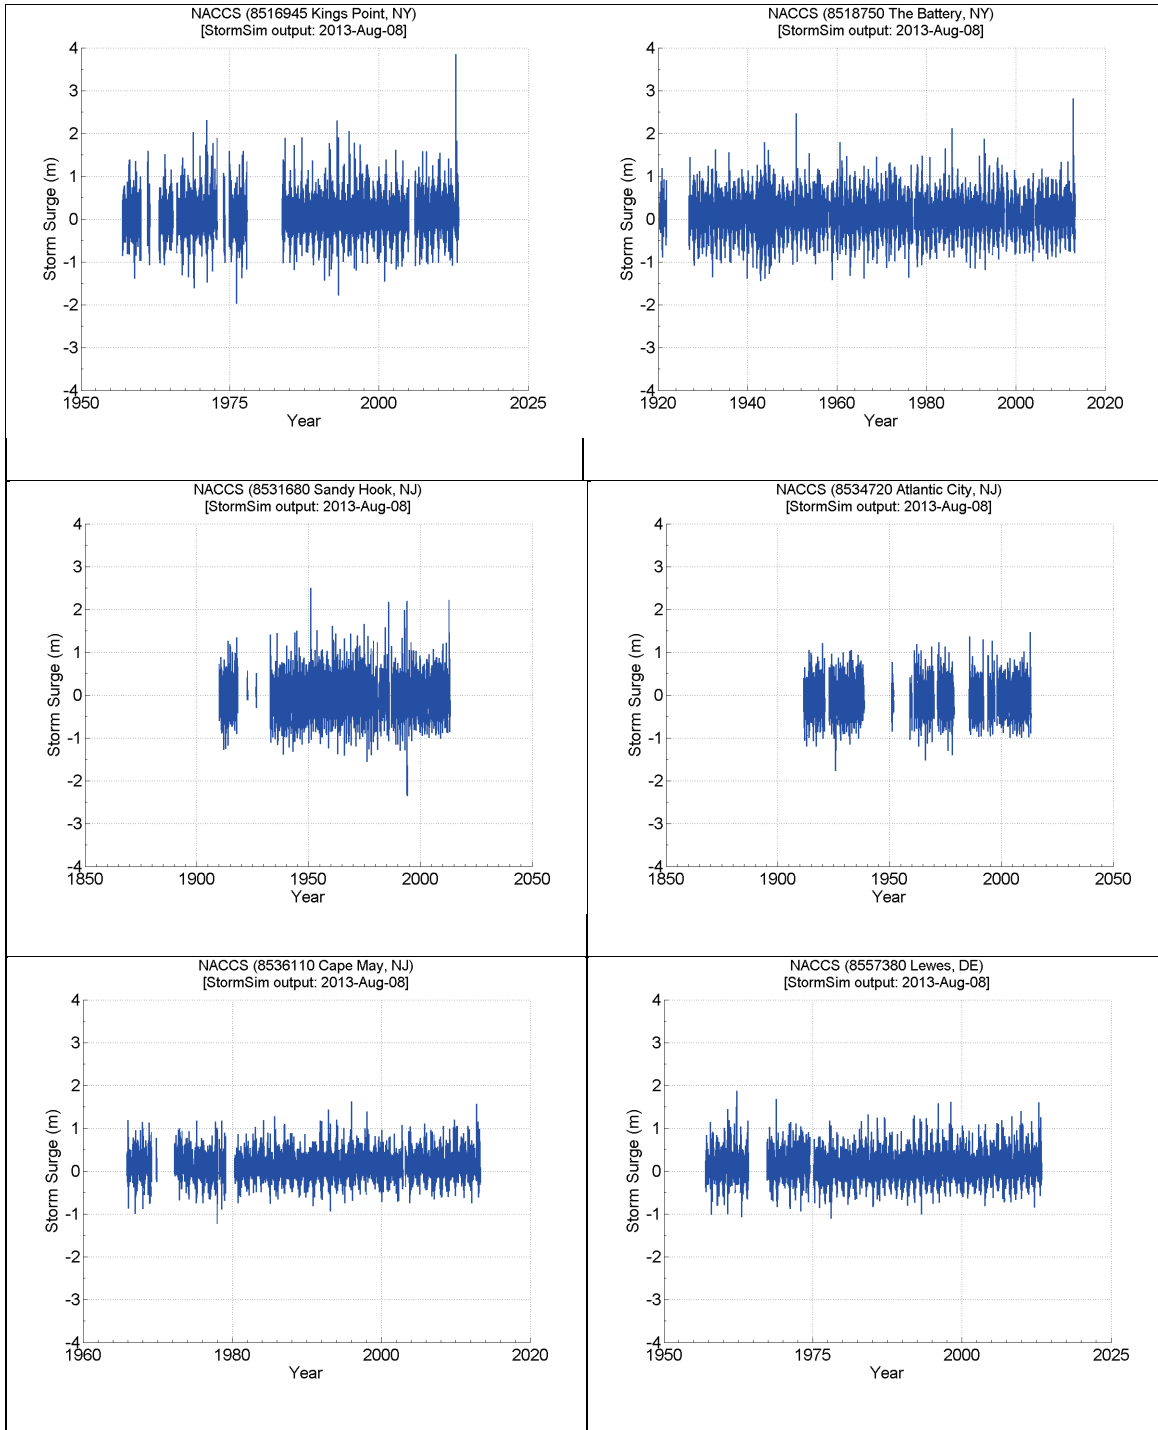 NACCS (8516945 Kings Point, NY)
[StormSim output: 2013-Aug-08]
4
3
2
1
0
-1
-2
-3
-4
Storm Surge (m)
1950 1975 2000 2025
Year
NACCS (8518750 The Battery, NY)
[StormSim output: 2013-Aug-08]
4
3
2
1
0
-1
-2
-3
-4
Storm Surge (m)
1920 1940 1960 1980 2000 2020
Year
NACCS (8531680 Sandy Hook, NJ)
[StormSim output: 2013-Aug-08]
4
3
2
1
0
-1
-2
-3
-4
Storm Surge (m)
1850 1900 1950 2000 2050
Year
NACCS (8534720 Atlantic City, NJ)
[StormSim output: 2013-Aug-08]
4
3
2
1
0
-1
-2
-3
-4
Storm Surge (m)
1850 1900 1950 2000 2050
Year
NACCS (8536110 Cape May, NJ)
[StormSim output: 2013-Aug-08]
4
3
2
1
0
-1
-2
-3
-4
Storm Surge (m)
1960 1980 2000 2020
Year
NACCS (8557380 Lewes, DE)
[StormSim output: 2013-Aug-08]
4
3
2
1
0
-1
-2
-3
-4
Storm Surge (m)
1950 1975 2000 2025
Year